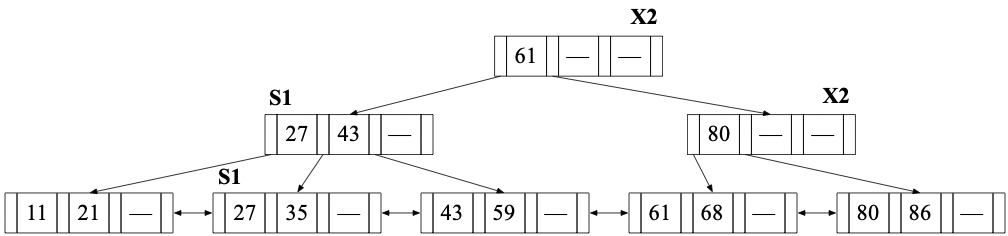 X2
61 — —
S1 X2
27 43 — 80 — —
S1
11 21 — 27 35 — 43 59 — 61 68 — 80 86 —